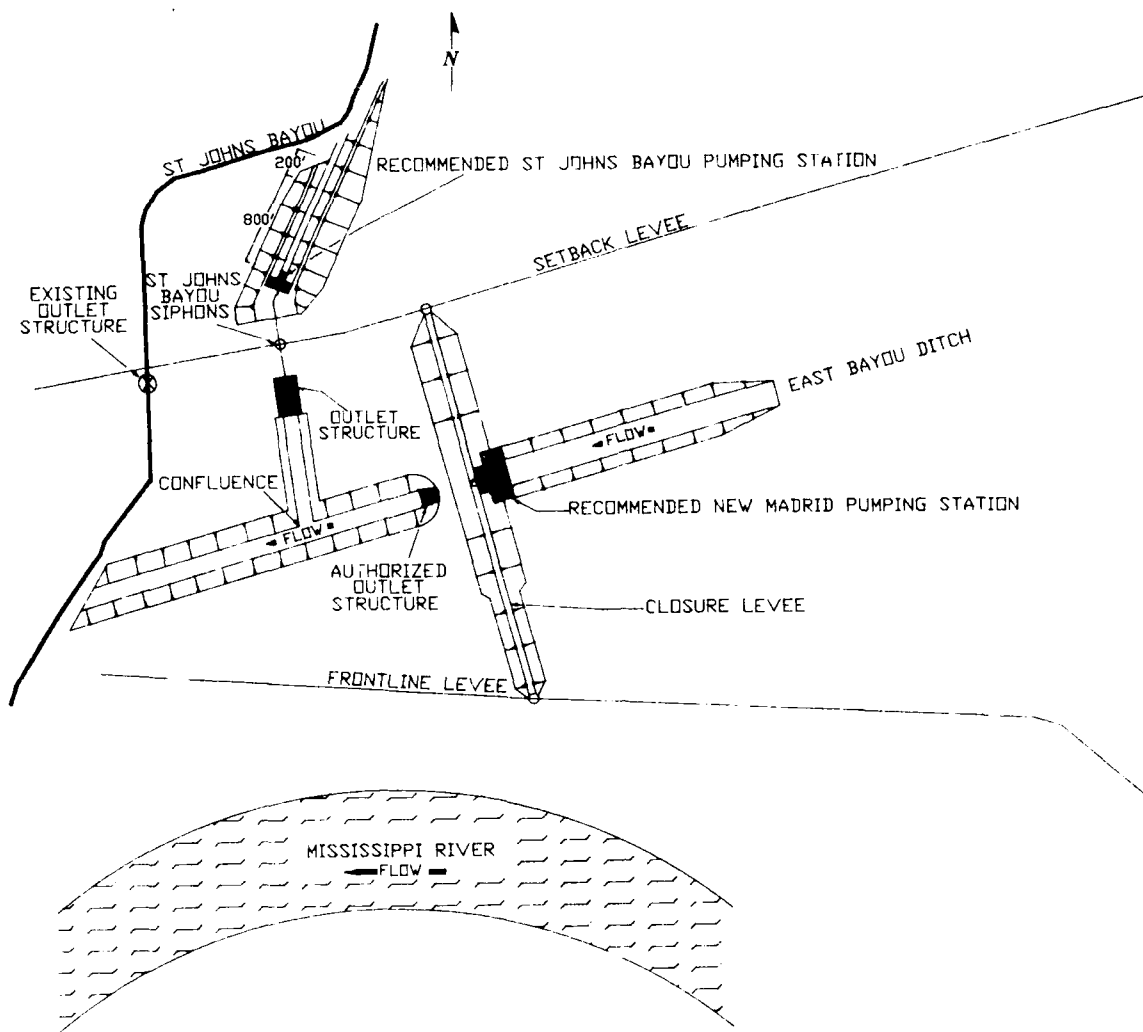 N
ST JOHNS BAYOU
200'
RECOMMENDED ST JOHNS BAYOU PUMPING STATION
800'
SETBACK LEVEE
ST JOHNS
BAYOU
SIPHONS
EXISTING
OUTLET
STRUCTURE
EAST BAYOU DITCH
OUTLET
STRUCTURE
FLOW
CONFLUENCE
RECOMMENDED NEW MADRID PUMPING STATION
FLOW
AUTHORIZED
OUTLET
STRUCTURE
CLOSURE LEVEE
FRONTLINE LEVEE
MISSISSIPPI RIVER
FLOW